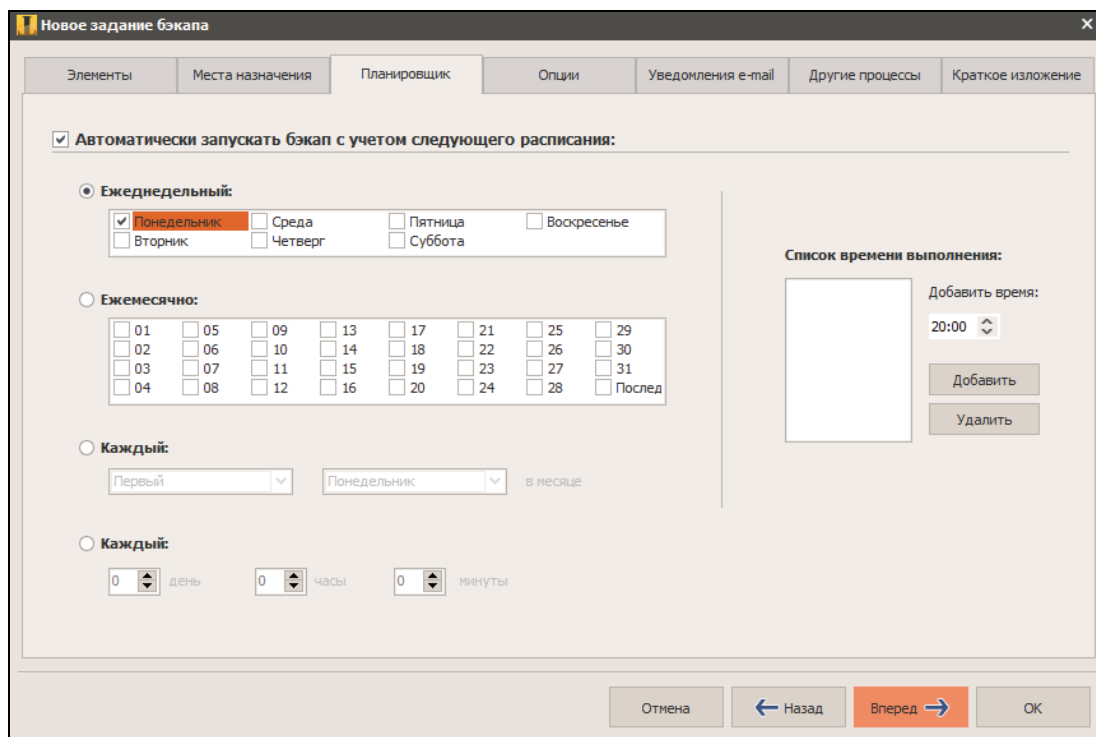 Новое задание бэкапа
Элементы
Места назначения
Планировщик
Опции
Уведомления e-mail
Другие процессы
Краткое изложение
Автоматически запускать бэкап с учетом следующего расписания:
Ежеднедельный:
Понедельник Среда Пятница Воскресенье
Вторник Четверг Суббота
Ежемесячно:
01 05 09 13 17 21 25 29
02 06 10 14 18 22 26 30
03 07 11 15 19 23 27 31
04 08 12 16 20 24 28 Послед
Каждый:
Первый Понедельник в месяце
Каждый:
0 день 0 часы 0 минуты
Список времени выполнения:
Добавить время:
20:00
Добавить
Удалить
Отмена
Назад
Вперед
ОК